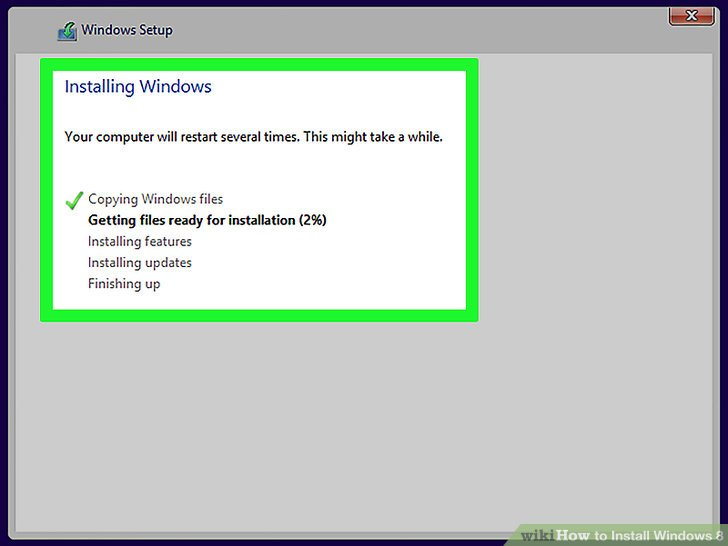 Windows Setup
Installing Windows
Your computer will restart several times. This might take a while.
Copying Windows files
Getting files ready for installation (2%)
Installing features
Installing updates
Finishing up
wikiHow to Install Windows 8